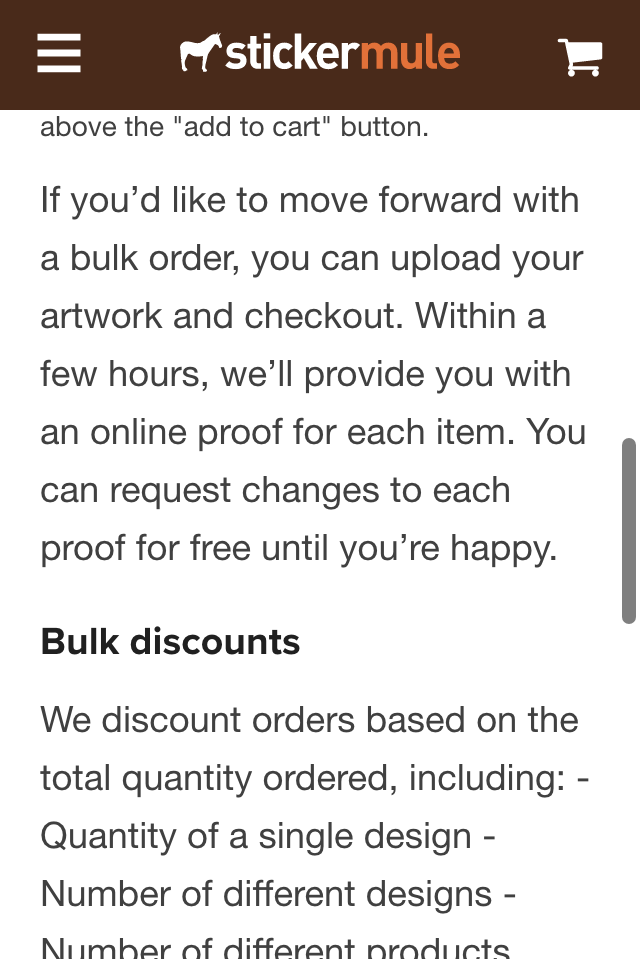 stickermule
above the "add to cart" button.
If you’d like to move forward with
a bulk order, you can upload your
artwork and checkout. Within a
few hours, we’ll provide you with
an online proof for each item. You
can request changes to each
proof for free until you’re happy.
Bulk discounts
We discount orders based on the
total quantity ordered, including: -
Quantity of a single design -
Number of different designs -
Number of different products